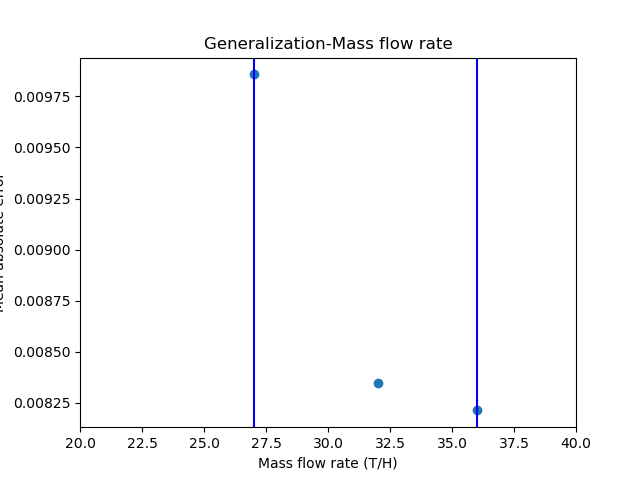 Generalization-Mass flow rate
0.00975
0.00950
0.00925
0.00900
0.00875
0.00850
0.00825
Mean absolute error
20.0 22.5 25.0 27.5 30.0 32.5 35.0 37.5 40.0
Mass flow rate (T/H)